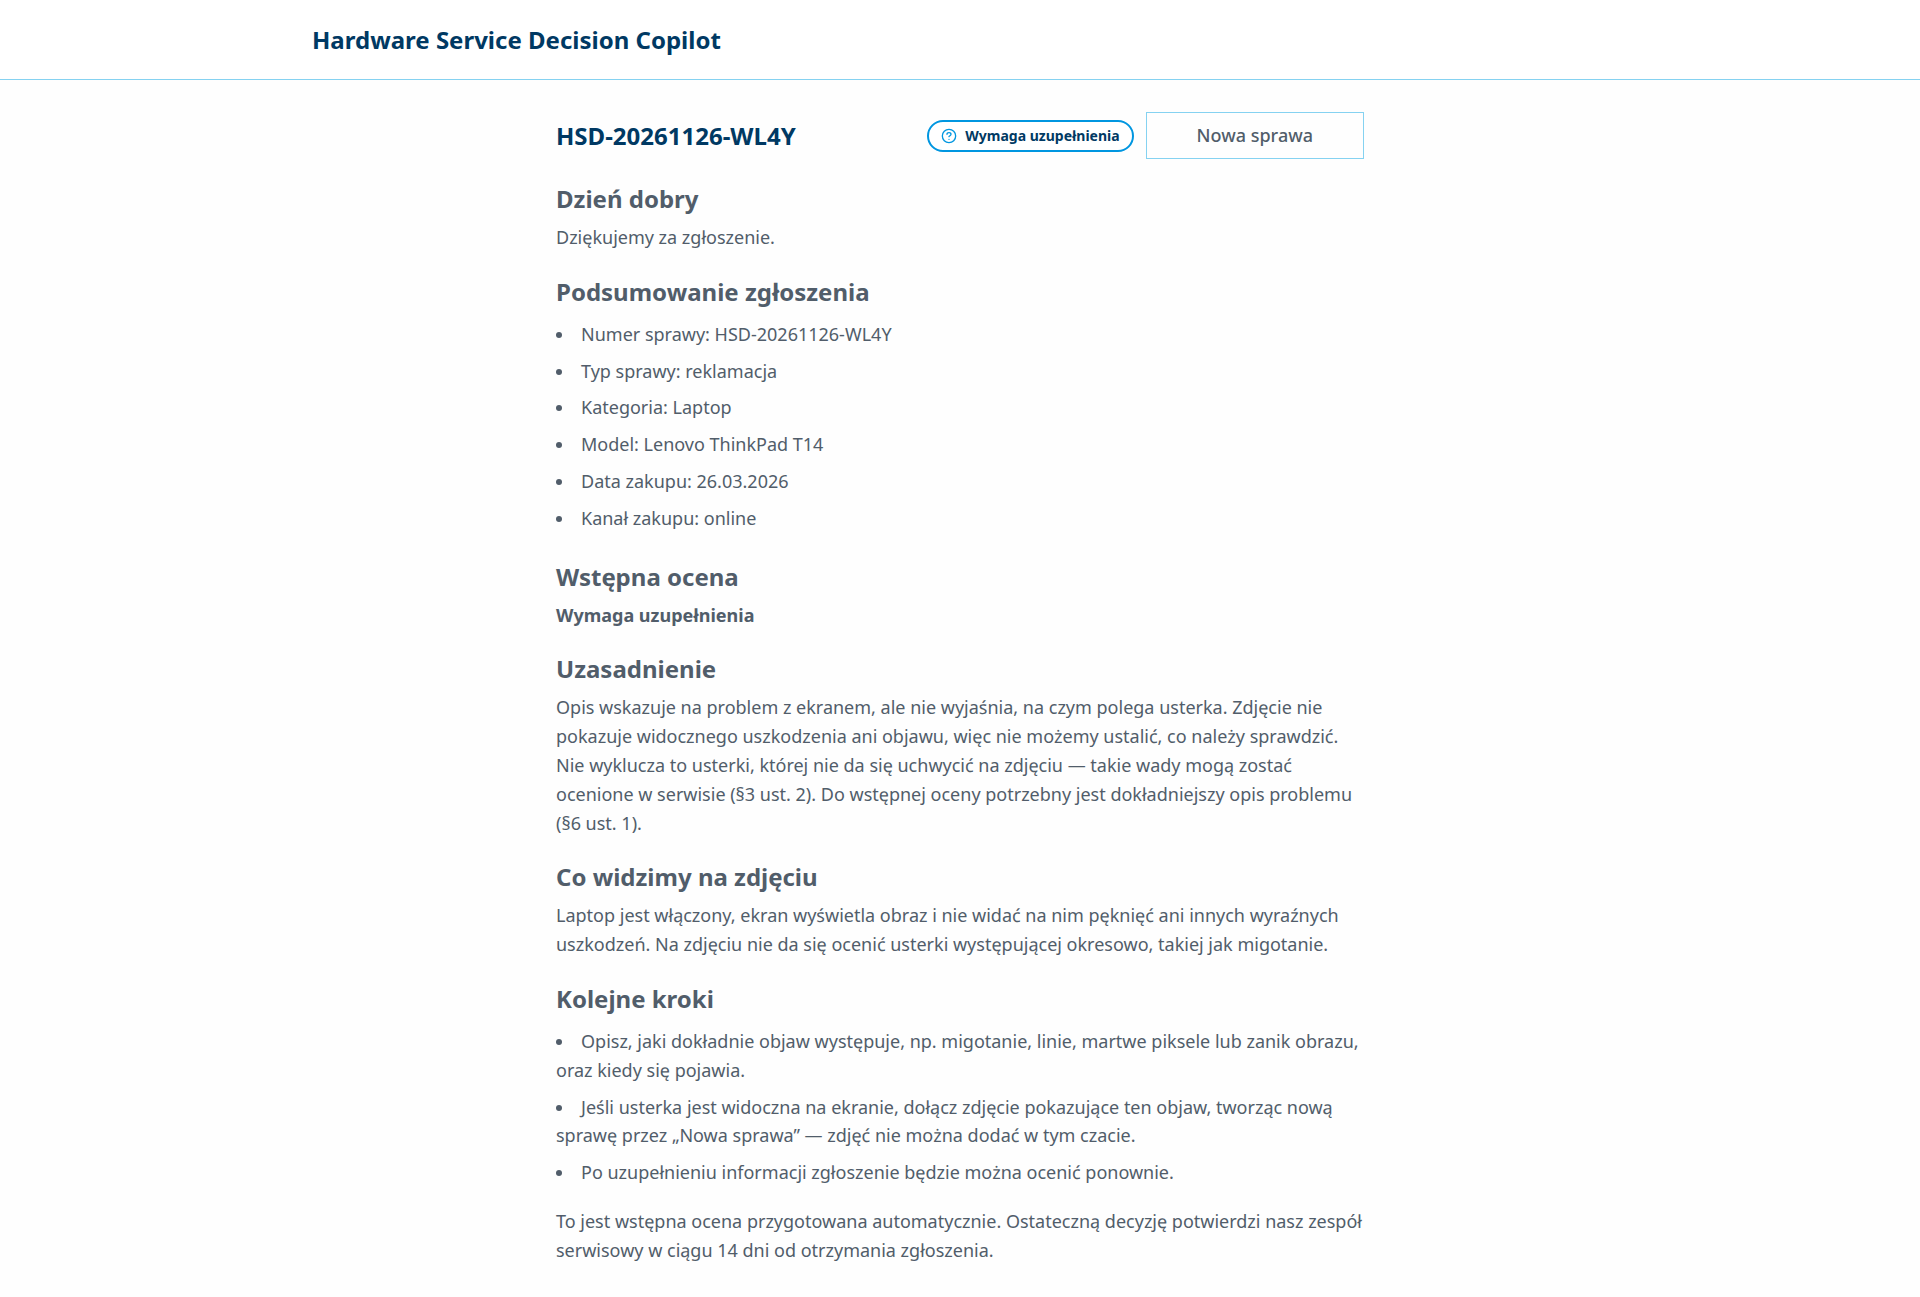 Hardware Service Decision Copilot
HSD-20261126-WL4Y
Wymaga uzupełnienia
Nowa sprawa
Dzień dobry
Dziękujemy za zgłoszenie.
Podsumowanie zgłoszenia
• Numer sprawy: HSD-20261126-WL4Y
• Typ sprawy: reklamacja
• Kategoria: Laptop
• Model: Lenovo ThinkPad T14
• Data zakupu: 26.03.2026
• Kanał zakupu: online
Wstępna ocena
Wymaga uzupełnienia
Uzasadnienie
Opis wskazuje na problem z ekranem, ale nie wyjaśnia, na czym polega usterka. Zdjęcie nie
pokazuje widocznego uszkodzenia ani objawu, więc nie możemy ustalić, co należy sprawdzić.
Nie wyklucza to usterki, której nie da się uchwycić na zdjęciu — takie wady mogą zostać
ocenione w serwisie (§3 ust. 2). Do wstępnej oceny potrzebny jest dokładniejszy opis problemu
(§6 ust. 1).
Co widzimy na zdjęciu
Laptop jest włączony, ekran wyświetla obraz i nie widać na nim pęknięć ani innych wyraźnych
uszkodzeń. Na zdjęciu nie da się ocenić usterki występującej okresowo, takiej jak migotanie.
Kolejne kroki
• Opisz, jaki dokładnie objaw występuje, np. migotanie, linie, martwe piksele lub zanik obrazu,
oraz kiedy się pojawia.
• Jeśli usterka jest widoczna na ekranie, dołącz zdjęcie pokazujące ten objaw, tworząc nową
sprawę przez „Nowa sprawa” — zdjęć nie można dodać w tym czacie.
• Po uzupełnieniu informacji zgłoszenie będzie można ocenić ponownie.
To jest wstępna ocena przygotowana automatycznie. Ostateczną decyzję potwierdzi nasz zespół
serwisowy w ciągu 14 dni od otrzymania zgłoszenia.